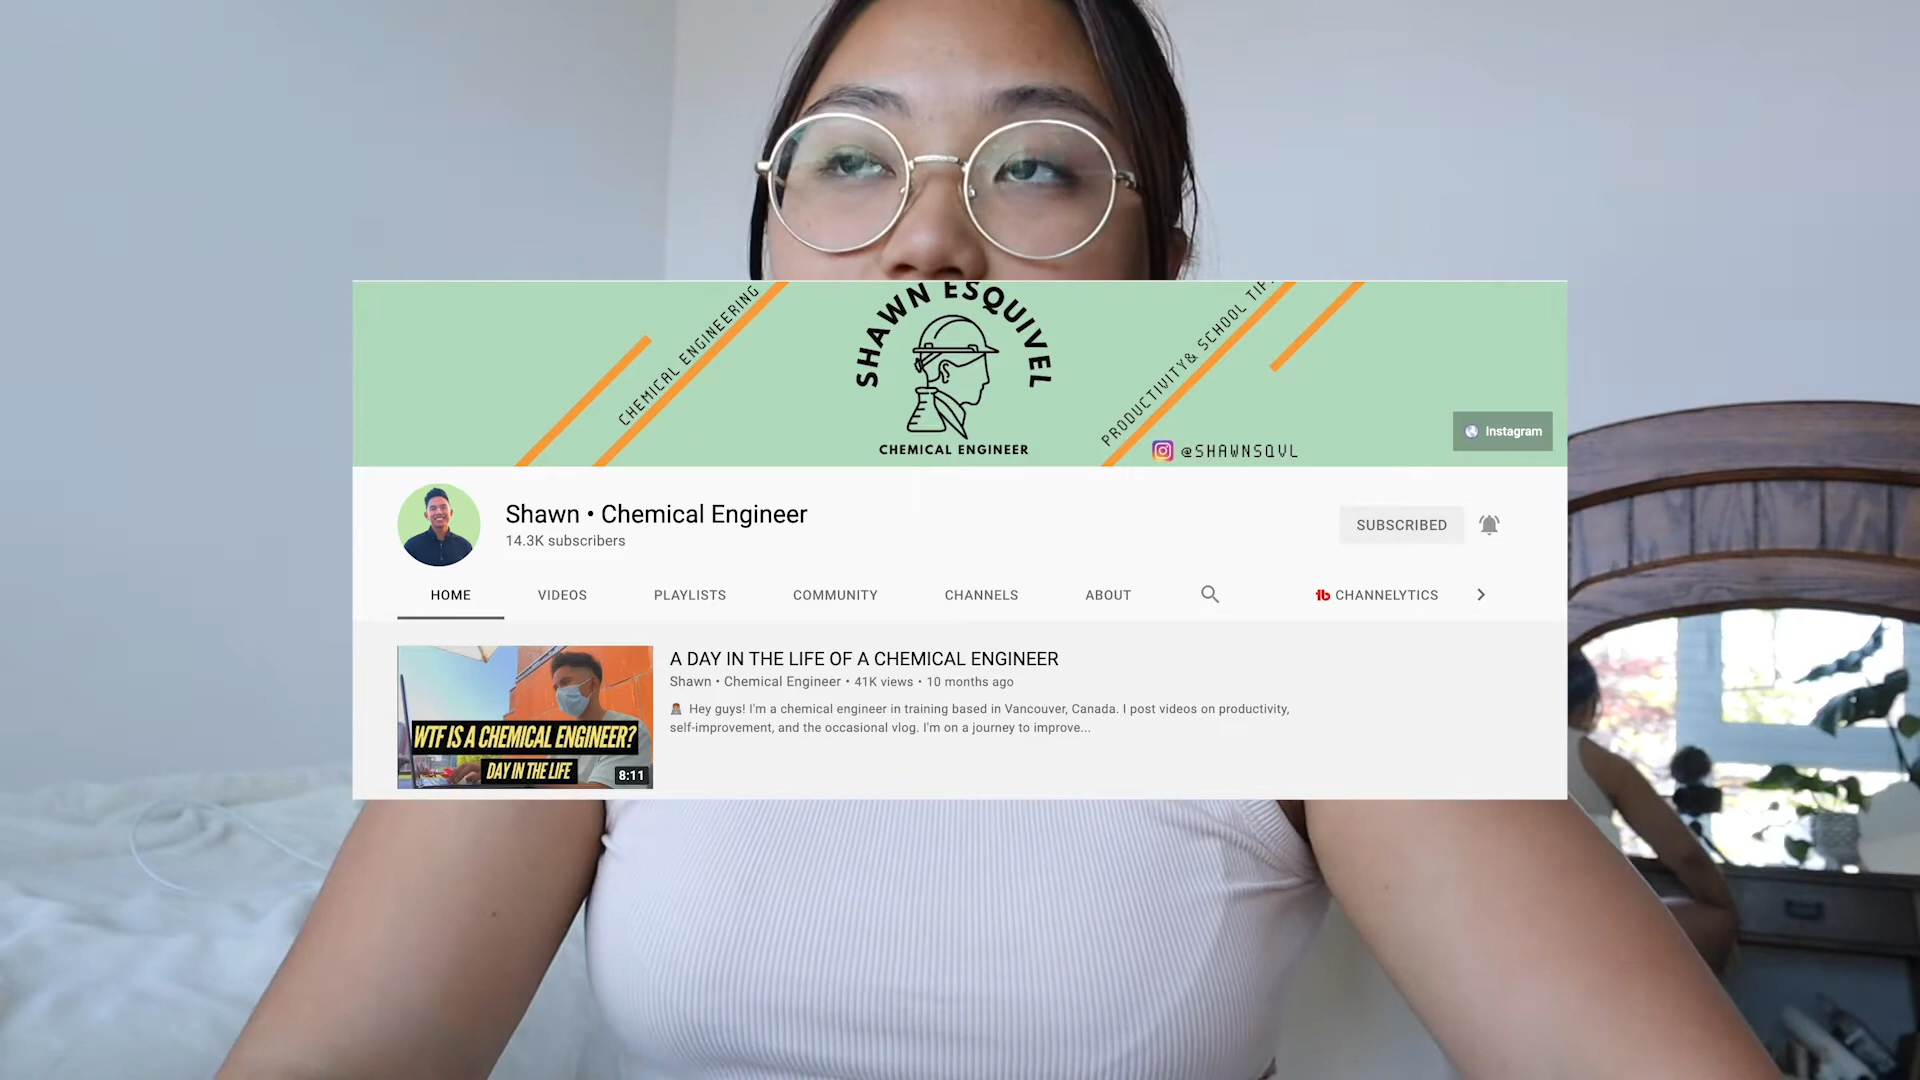 CHEMICAL ENGINEERING
SHAWN ESQUIVEL
CHEMICAL ENGINEER
PRODUCTIVITY & SCHOOL TIP
@SHAWNSQVL
Instagram
Shawn • Chemical Engineer
14.3K subscribers
SUBSCRIBED
HOME VIDEOS PLAYLISTS COMMUNITY CHANNELS ABOUT tb CHANNELYTICS
A DAY IN THE LIFE OF A CHEMICAL ENGINEER
Shawn • Chemical Engineer • 41K views • 10 months ago
Hey guys! I'm a chemical engineer in training based in Vancouver, Canada. I post videos on productivity,
self-improvement, and the occasional vlog. I'm on a journey to improve...
WTF IS A CHEMICAL ENGINEER?
DAY IN THE LIFE
8:11